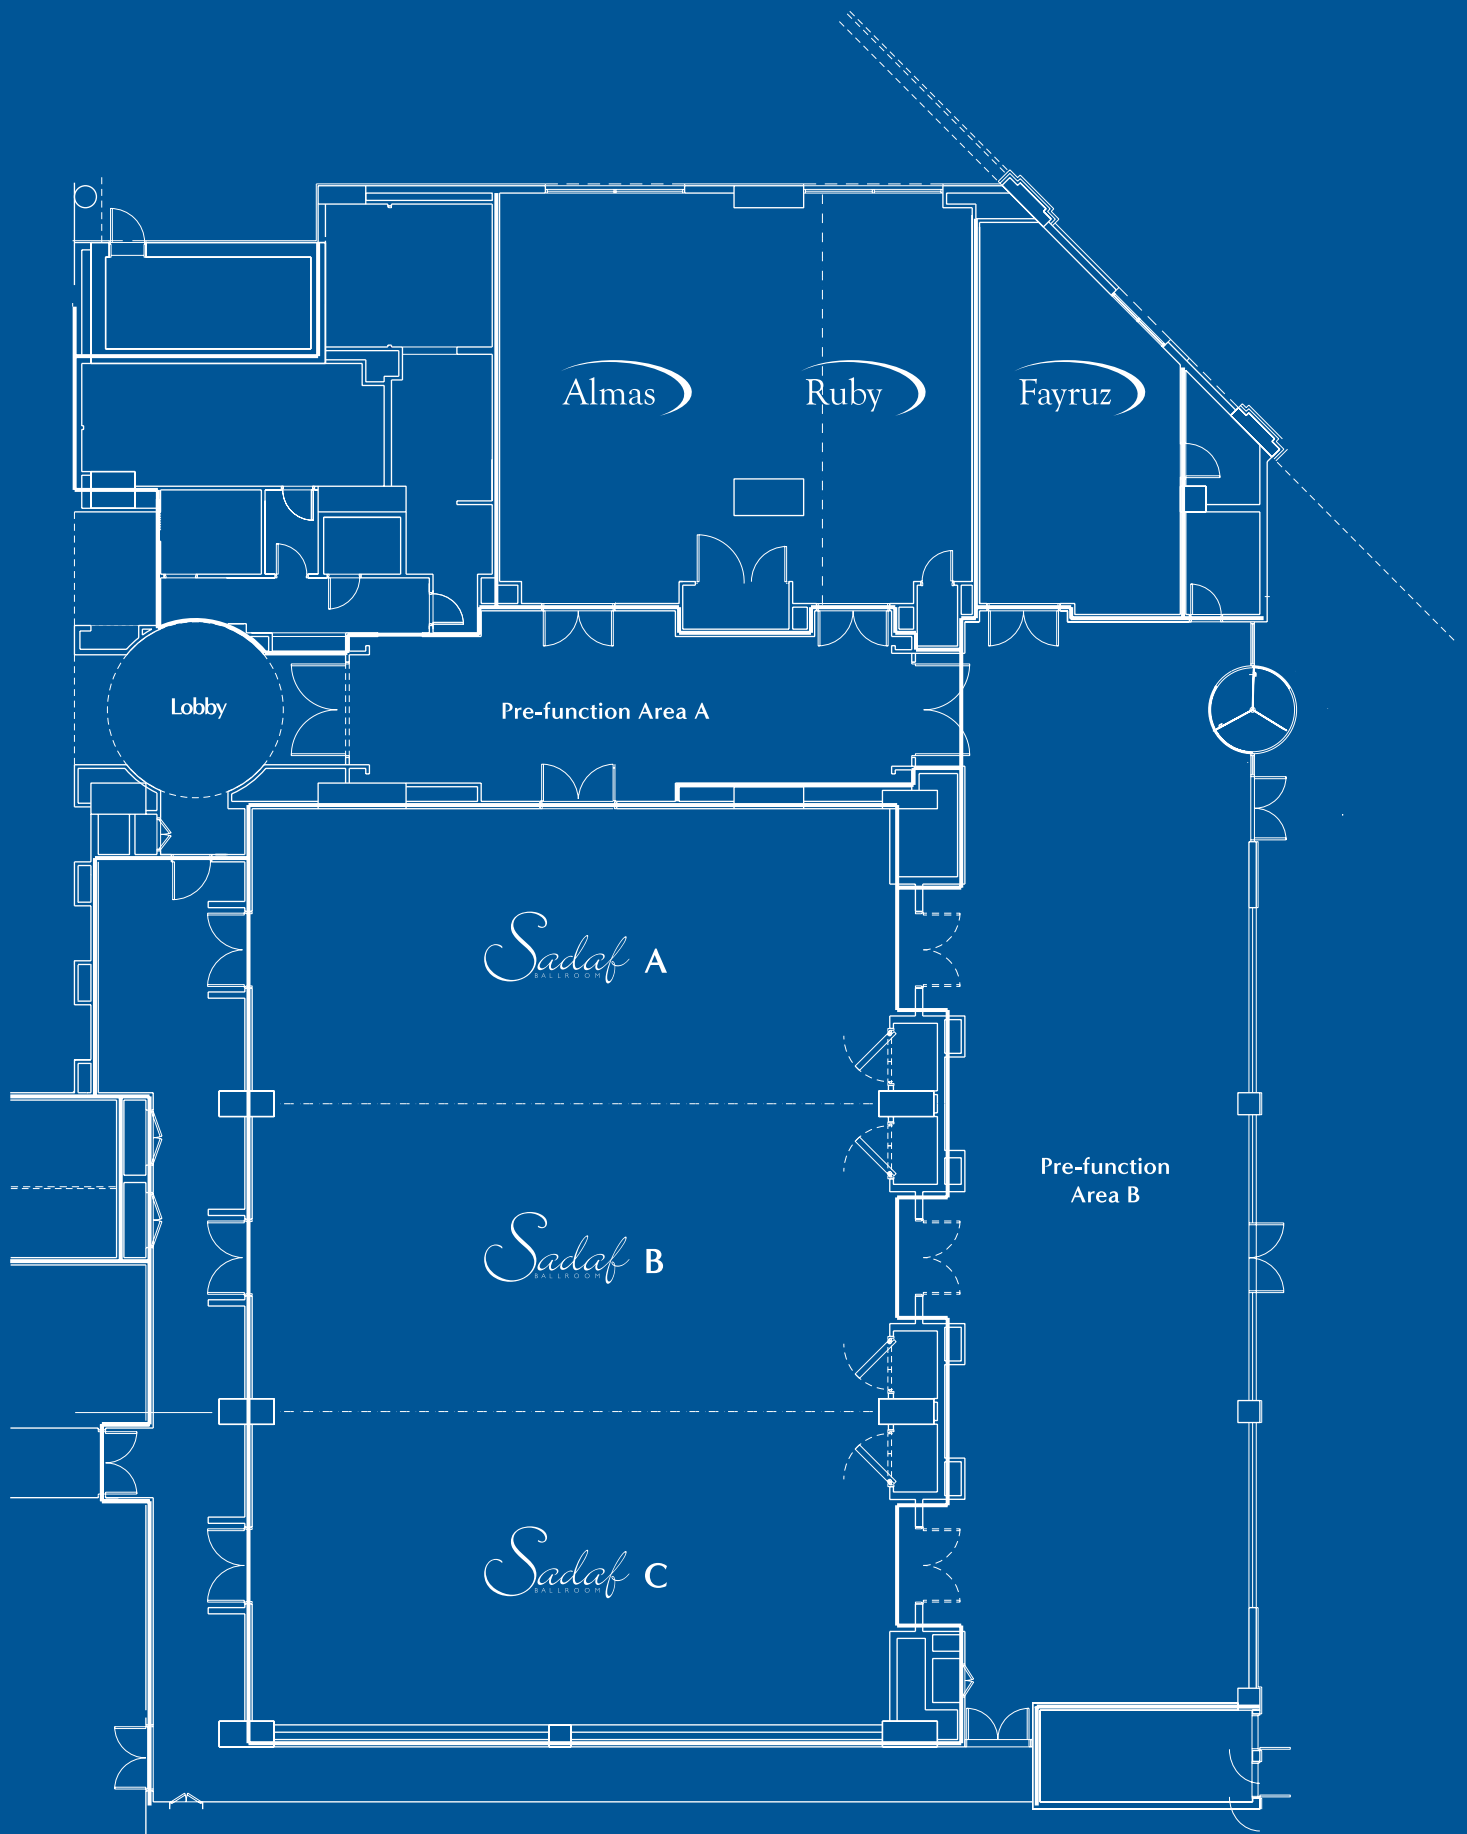 Almas
Ruby
Fayruz
Lobby
Pre-function Area A
Sadaf A
BALLROOM
Pre-function
Area B
Sadaf B
BALLROOM
Sadaf C
BALLROOM